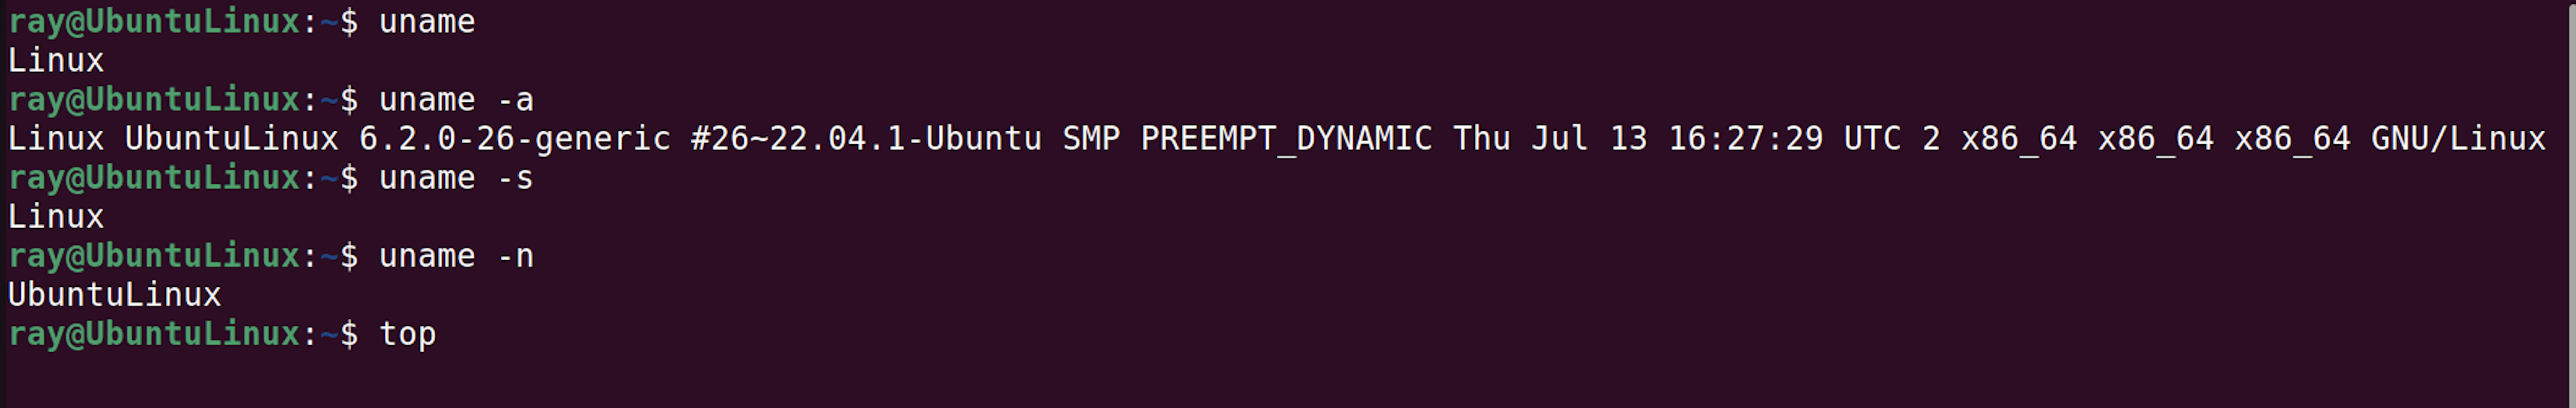 ray@UbuntuLinux:~$ uname
Linux
ray@UbuntuLinux:~$ uname -a
Linux UbuntuLinux 6.2.0-26-generic #26~22.04.1-Ubuntu SMP PREEMPT_DYNAMIC Thu Jul 13 16:27:29 UTC 2 x86_64 x86_64 x86_64 GNU/Linux
ray@UbuntuLinux:~$ uname -s
Linux
ray@UbuntuLinux:~$ uname -n
UbuntuLinux
ray@UbuntuLinux:~$ top